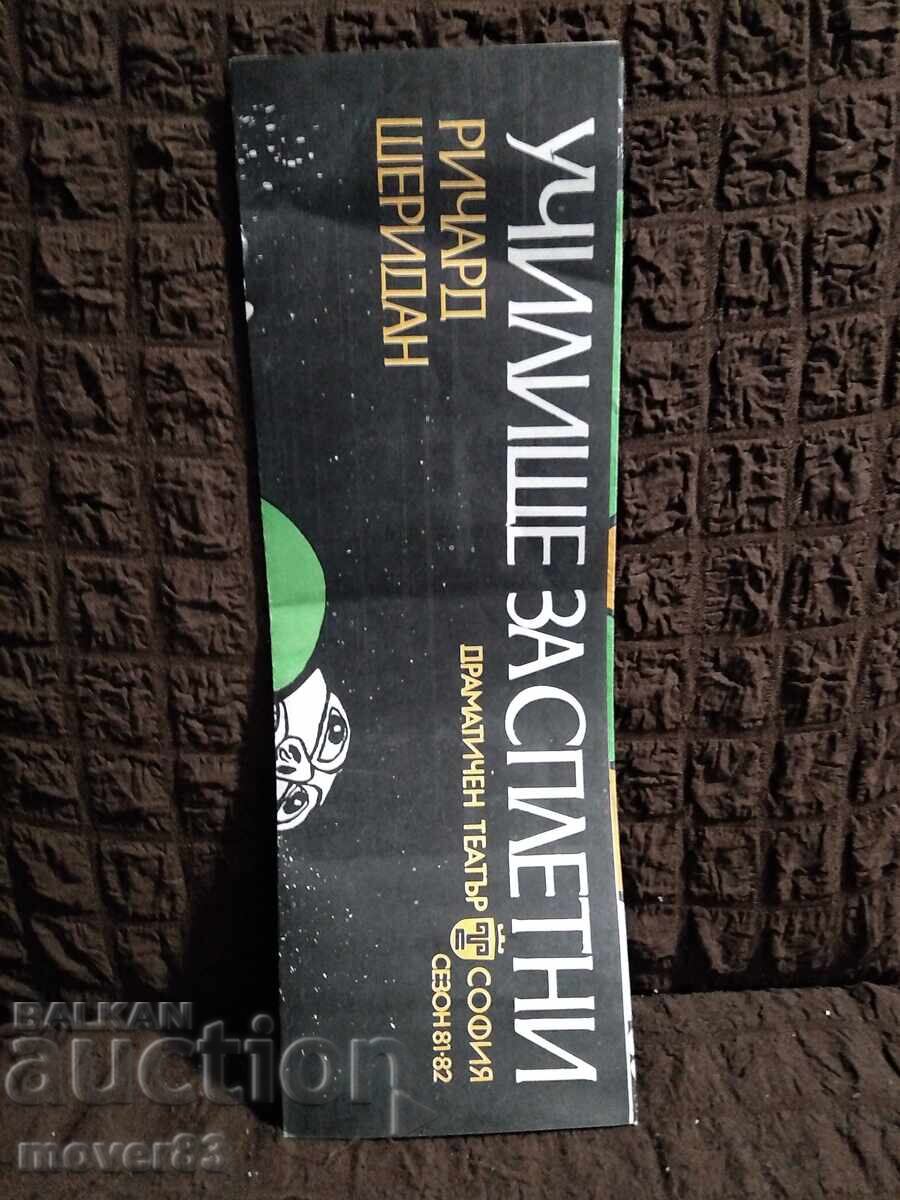 УЧИЛИЩЕ ЗА СПЛЕТНИ
РИЧАРД
ШЕРИДАН
ДРАМАТИЧЕН ТЕАТЪР СОФИЯ
СЕЗОН 81-82
BALKAN
auction
mover83